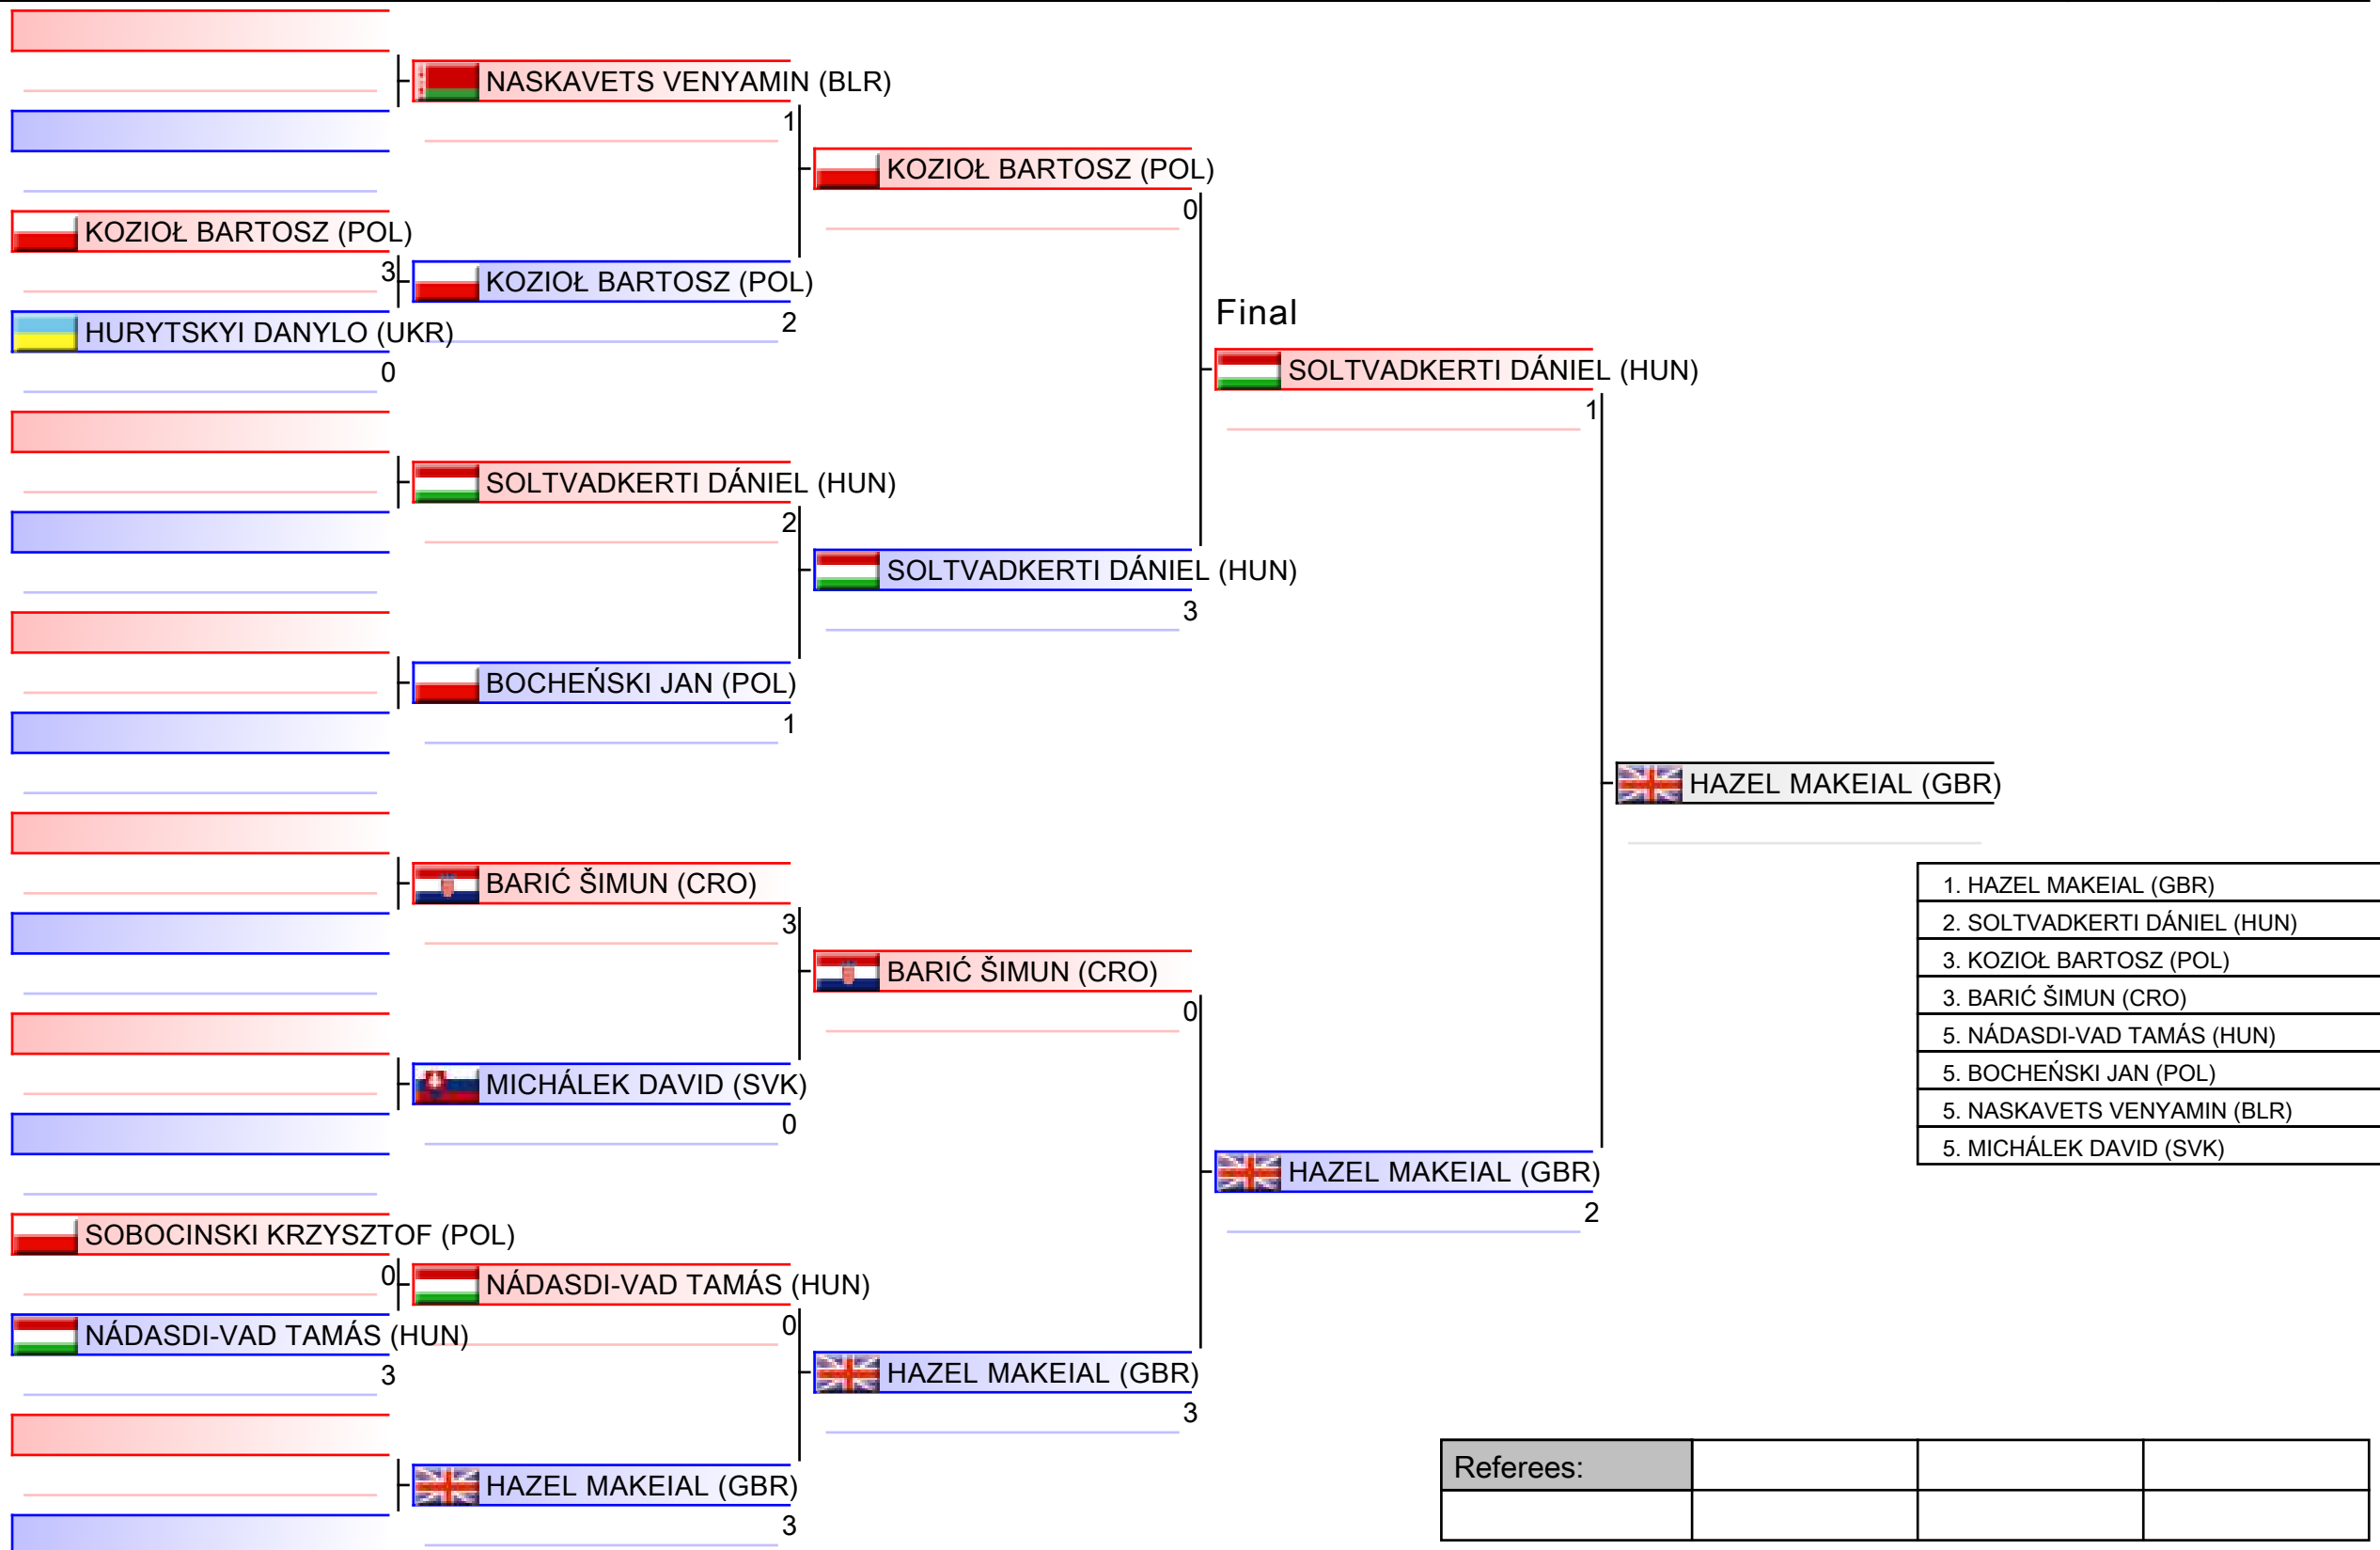 NASKAVETS VENYAMIN (BLR)
1
KOZIOŁ BARTOSZ (POL)
0
KOZIOŁ BARTOSZ (POL)
3
KOZIOŁ BARTOSZ (POL)
2
HURYTSKYI DANYLO (UKR)
0
Final
SOLTVADKERTI DÁNIEL (HUN)
1
SOLTVADKERTI DÁNIEL (HUN)
2
SOLTVADKERTI DÁNIEL (HUN)
3
BOCHEŃSKI JAN (POL)
1
HAZEL MAKEIAL (GBR)
BARIĆ ŠIMUN (CRO)
3
BARIĆ ŠIMUN (CRO)
0
MICHÁLEK DAVID (SVK)
0
1. HAZEL MAKEIAL (GBR)
2. SOLTVADKERTI DÁNIEL (HUN)
3. KOZIOŁ BARTOSZ (POL)
3. BARIĆ ŠIMUN (CRO)
5. NÁDASDI-VAD TAMÁS (HUN)
5. BOCHEŃSKI JAN (POL)
5. NASKAVETS VENYAMIN (BLR)
5. MICHÁLEK DAVID (SVK)
HAZEL MAKEIAL (GBR)
2
SOBOCINSKI KRZYSZTOF (POL)
0
NÁDASDI-VAD TAMÁS (HUN)
0
NÁDASDI-VAD TAMÁS (HUN)
3
HAZEL MAKEIAL (GBR)
3
HAZEL MAKEIAL (GBR)
3
Referees: